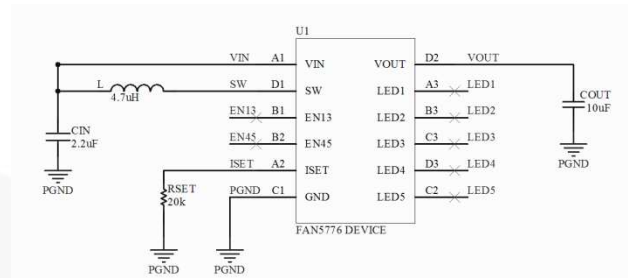 U1
VIN A1 VIN VOUT D2 VOUT
L 4.7uH SW D1 SW LED1 A3 LED1
EN13 B1 EN13 LED2 B3 LED2
EN45 B2 EN45 LED3 C3 LED3
ISET A2 ISET LED4 D3 LED4
PGND C1 GND LED5 C2 LED5
CIN
2.2uF
PGND
RSET
20k
PGND
PGND
COUT
10uF
PGND
FAN5776 DEVICE